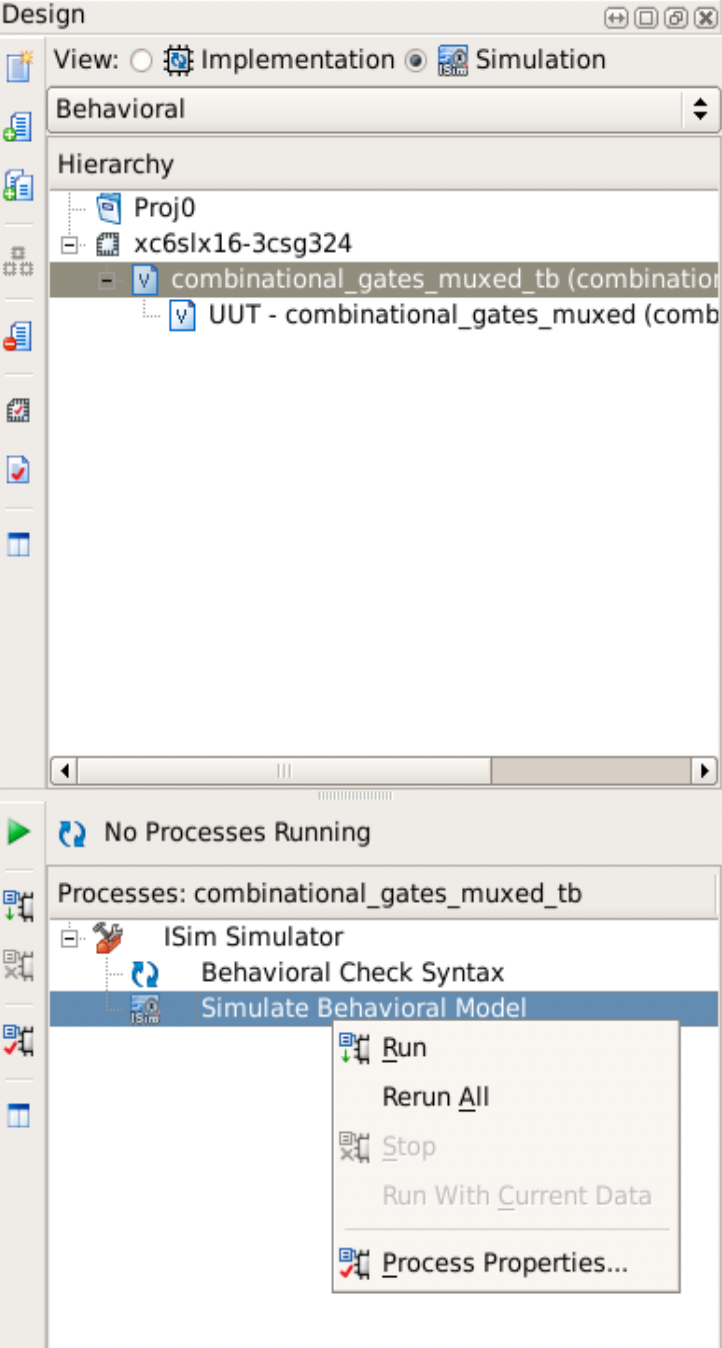 Design
View: Implementation Simulation
Behavioral
Hierarchy
Proj0
xc6slx16-3csg324
combinational_gates_muxed_tb (combination
UUT - combinational_gates_muxed (comb
No Processes Running
Processes: combinational_gates_muxed_tb
ISim Simulator
Behavioral Check Syntax
Simulate Behavioral Model
Run
Rerun All
Stop
Run With Current Data
Process Properties...